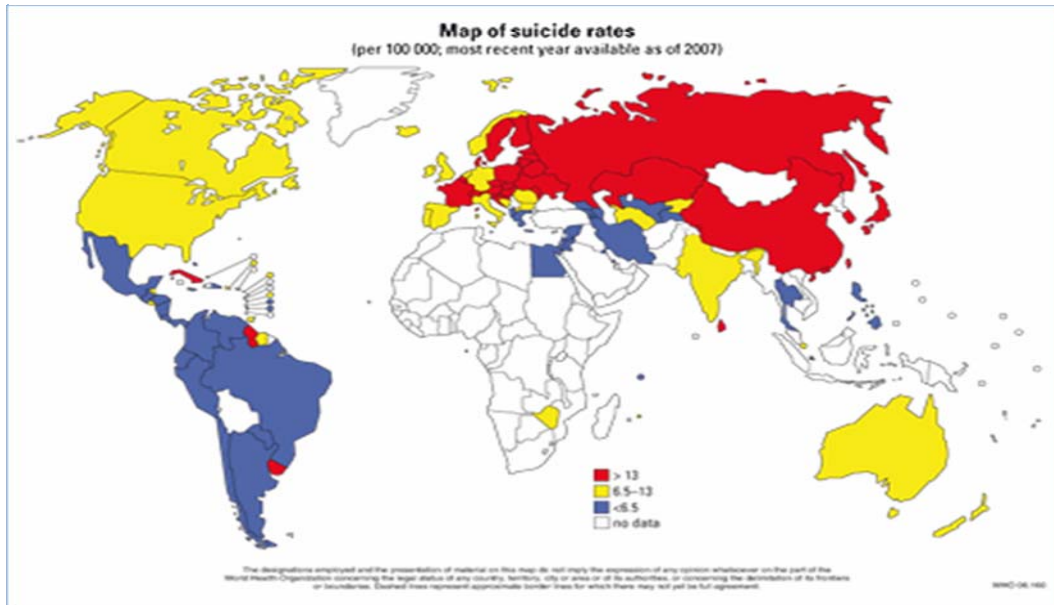 Map of suicide rates
(per 100 000; most recent year available as of 2007)
> 13
6.5–13
<6.5
no data
The designations employed and the presentation of material on this map do not imply the expression of any opinion whatsoever on the part of the
World Health Organization concerning the legal status of any country, territory, city or area or of its authorities, or concerning the delimitation of its frontiers
or boundaries. Dashed lines represent approximate border lines for which there may not yet be full agreement.